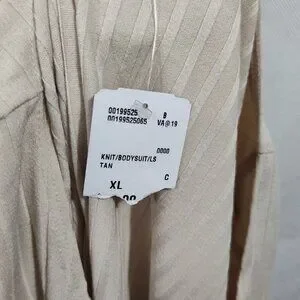 00199525 B
00199525065 VA@19
0000
KNIT/BODYSUIT/LS
TAN C
XL